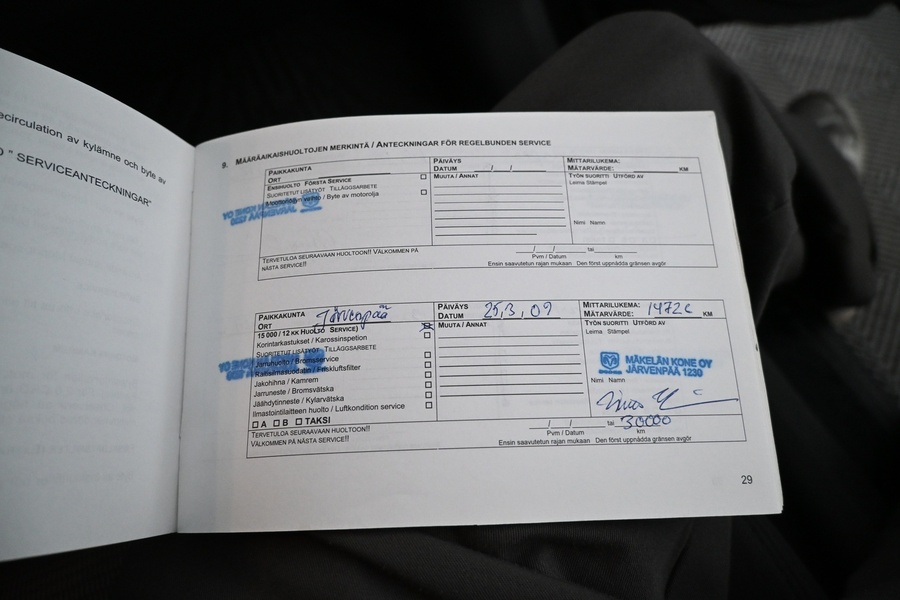 ecirculation av kylämne och byte av
" SERVICEANTECKNINGAR"
9. MÄÄRÄAIKAISHUOLTOJEN MERKINTÄ / ANTECKNINGAR FÖR REGELBUNDEN SERVICE
PAIKKAKUNTA
ORT
PÄIVÄYS
DATUM / /
MITTARILUKEMA:
MÄTARVÄRDE: KM
ENSIHUOLTO FÖRSTA SERVICE
SUORITETUT LISÄTYÖT TILLÄGGSARBETE
Moottoriöljyn vaihto / Byte av motorolja
MUUTA / ANNAT
TYÖN SUORITTI UTFÖRD AV
Leima Stämpel
Nimi Namn
TERVETULOA SEURAAVAAN HUOLTOON!! VÄLKOMMEN PÅ
NÄSTA SERVICE!!
/ / tai
Pvm / Datum km
Ensin saavutetun rajan mukaan Den först uppnådda gränsen avgör
PAIKKAKUNTA Järvenpää
ORT
PÄIVÄYS
DATUM 25,3,09
MITTARILUKEMA:
MÄTARVÄRDE: KM
15 000 / 12 KK HUOLTO SERVICE)
Korintarkastukset / Karossinspetion
SUORITETUT LISÄTYÖT TILLÄGGSARBETE
Jarruhuolto / Bromsservice
Raitisilmasuodatin / Friskluftsfilter
Jakohihna / Kamrem
Jarruneste / Bromsvätska
Jäähdytinneste / Kylarvätska
Ilmastointilaitteen huolto / Luftkondition service
A B TAKSI
MUUTA / ANNAT
TYÖN SUORITTI UTFÖRD AV
Leima Stämpel
MÄKELÄN KONE OY
JÄRVENPÄÄ 1230
Nimi Namn
TERVETULOA SEURAAVAAN HUOLTOON!!
VÄLKOMMEN PÅ NÄSTA SERVICE!!
/ / tai 30000
Pvm / Datum km
Ensin saavutetun rajan mukaan Den först uppnådda gränsen avgör
29